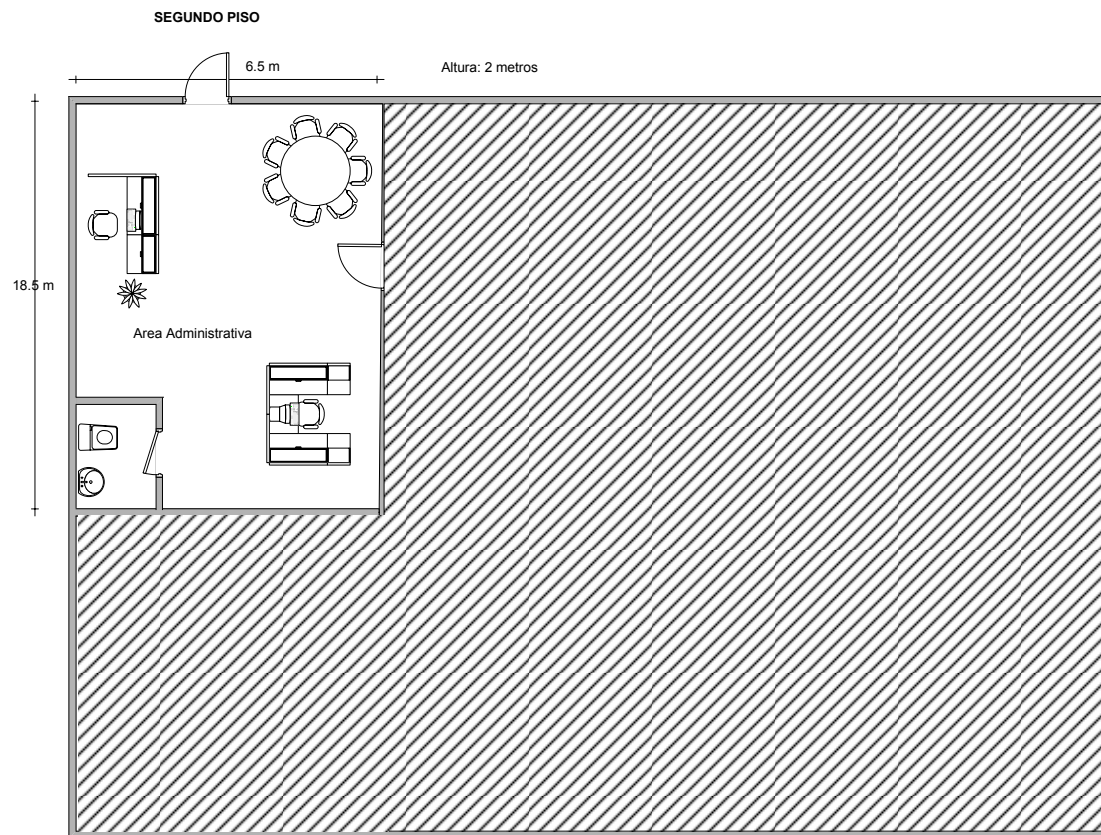 SEGUNDO PISO
6.5 m
Altura: 2 metros
18.5 m
Area Administrativa